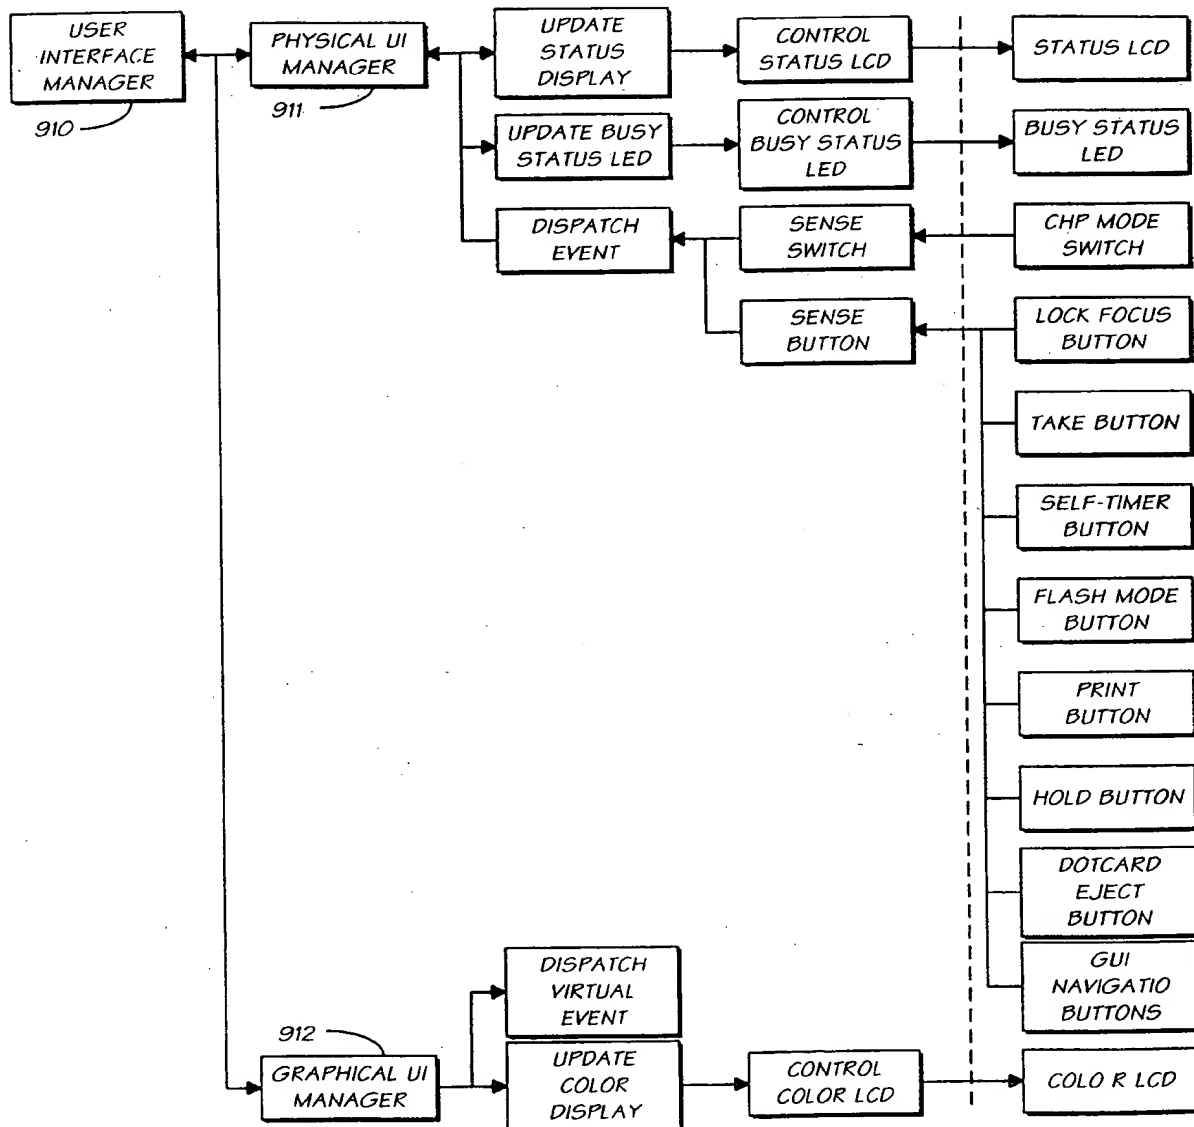 USER
INTERFACE
MANAGER
910
PHYSICAL UI
MANAGER
911
UPDATE
STATUS
DISPLAY
CONTROL
STATUS LCD
STATUS LCD
UPDATE BUSY
STATUS LED
CONTROL
BUSY STATUS
LED
BUSY STATUS
LED
DISPATCH
EVENT
SENSE
SWITCH
CHP MODE
SWITCH
SENSE
BUTTON
LOCK FOCUS
BUTTON
TAKE BUTTON
SELF-TIMER
BUTTON
FLASH MODE
BUTTON
PRINT
BUTTON
HOLD BUTTON
DOTCARD
EJECT
BUTTON
GUI
NAVIGATIO
BUTTONS
DISPATCH
VIRTUAL
EVENT
912
GRAPHICAL UI
MANAGER
UPDATE
COLOR
DISPLAY
CONTROL
COLOR LCD
COLO R LCD